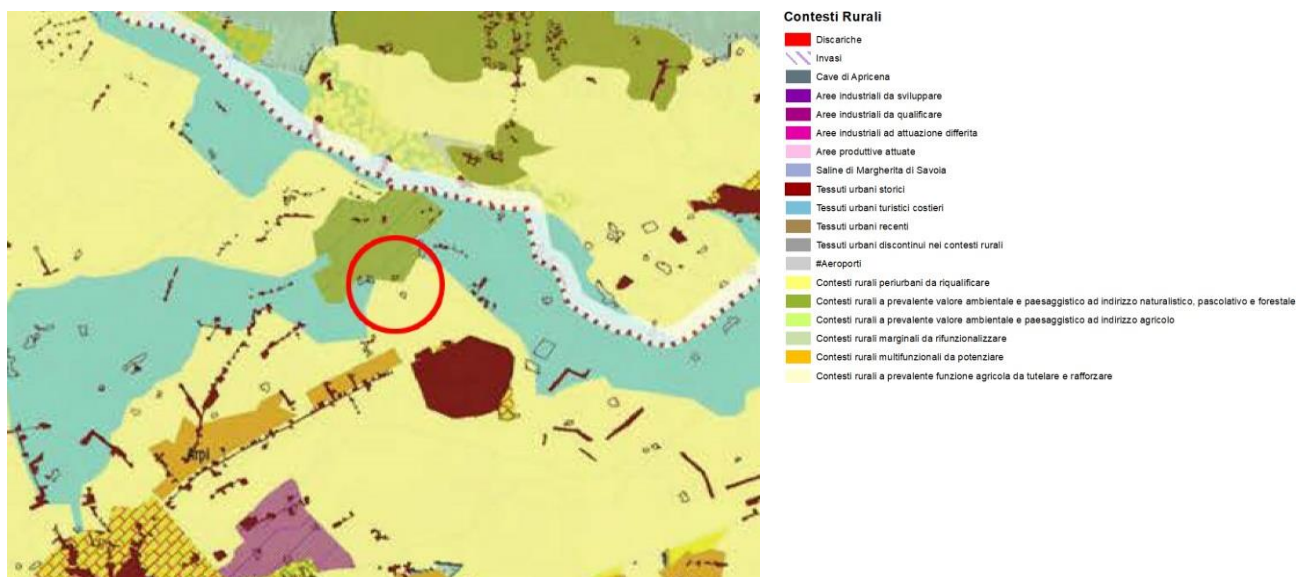 Contesti Rurali
Discariche
Invasi
Cave di Apricena
Aree industriali da sviluppare
Aree industriali da qualificare
Aree industriali ad attuazione differita
Aree produttive attuate
Saline di Margherita di Savoia
Tessuti urbani storici
Tessuti urbani turistici costieri
Tessuti urbani recenti
Tessuti urbani discontinui nei contesti rurali
#Aeroporti
Contesti rurali periurbani da riqualificare
Contesti rurali a prevalente valore ambientale e paesaggistico ad indirizzo naturalistico, pascolativo e forestale
Contesti rurali a prevalente valore ambientale e paesaggistico ad indirizzo agricolo
Contesti rurali marginali da rifunzionalizzare
Contesti rurali multifunzionali da potenziare
Contesti rurali a prevalente funzione agricola da tutelare e rafforzare
Arpi